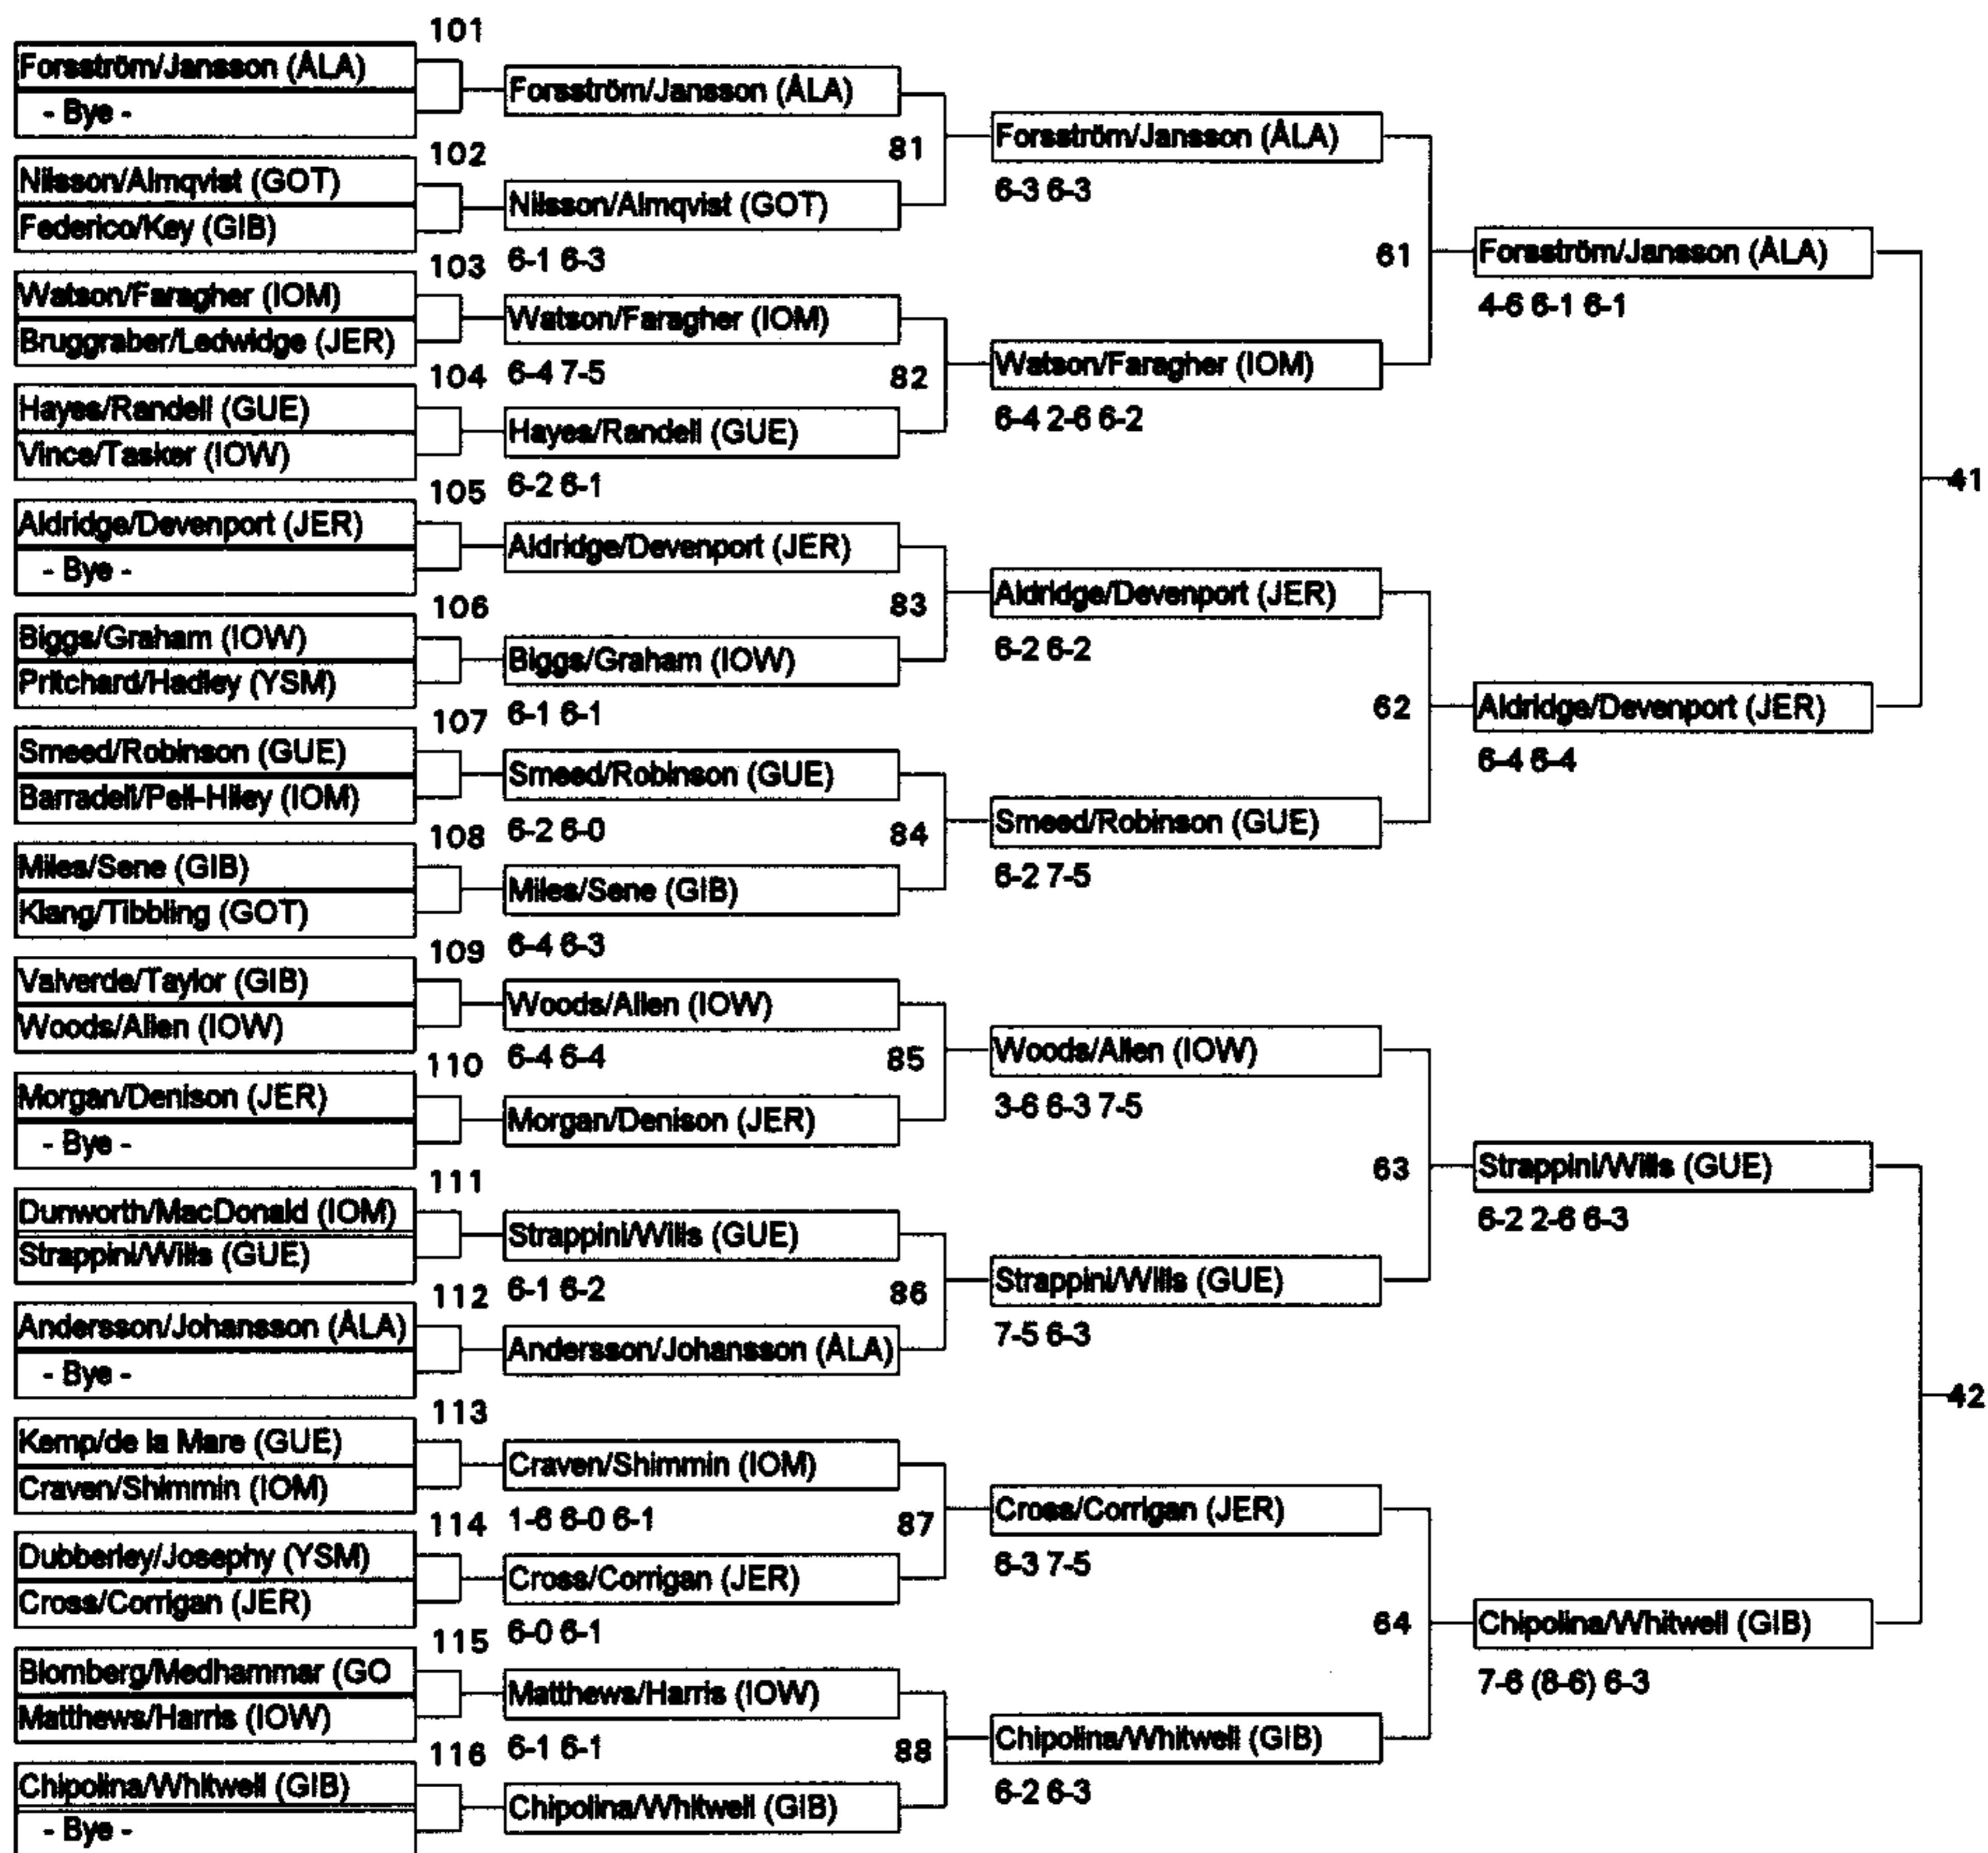 101
Forsström/Jansson (ÅLA)
- Bye -
102
Nilsson/Almqvist (GOT)
Federico/Key (GIB)
103
Watson/Faragher (IOM)
Bruggraber/Ledwidge (JER)
104
Hayes/Randell (GUE)
Vince/Tasker (IOW)
105
Aldridge/Devenport (JER)
- Bye -
106
Biggs/Graham (IOW)
Pritchard/Hadley (YSM)
107
Smeed/Robinson (GUE)
Barradell/Pell-Hiley (IOM)
108
Miles/Sene (GIB)
Klang/Tibbling (GOT)
109
Valverde/Taylor (GIB)
Woods/Allen (IOW)
110
Morgan/Denison (JER)
- Bye -
111
Dunworth/MacDonald (IOM)
Strappini/Wills (GUE)
112
Andersson/Johansson (ÅLA)
- Bye -
113
Kemp/de la Mare (GUE)
Craven/Shimmin (IOM)
114
Dubberley/Josephy (YSM)
Cross/Corrigan (JER)
115
Blomberg/Medhammar (GO
Matthews/Harris (IOW)
116
Chipolina/Whitwell (GIB)
- Bye -
Forsström/Jansson (ÅLA)
81
Nilsson/Almqvist (GOT)
6-1 6-3
Watson/Faragher (IOM)
6-4 7-5
82
Hayes/Randell (GUE)
6-2 6-1
Aldridge/Devenport (JER)
83
Biggs/Graham (IOW)
6-1 6-1
Smeed/Robinson (GUE)
6-2 6-0
84
Miles/Sene (GIB)
6-4 6-3
Woods/Allen (IOW)
6-4 6-4
85
Morgan/Denison (JER)
Strappini/Wills (GUE)
6-1 6-2
86
Andersson/Johansson (ÅLA)
Craven/Shimmin (IOM)
1-6 6-0 6-1
87
Cross/Corrigan (JER)
6-0 6-1
Matthews/Harris (IOW)
6-1 6-1
88
Chipolina/Whitwell (GIB)
Forsström/Jansson (ÅLA)
6-3 6-3
61
Watson/Faragher (IOM)
6-4 2-6 6-2
Aldridge/Devenport (JER)
6-2 6-2
62
Smeed/Robinson (GUE)
6-2 7-5
Woods/Allen (IOW)
3-6 6-3 7-5
63
Strappini/Wills (GUE)
7-5 6-3
Cross/Corrigan (JER)
6-3 7-5
64
Chipolina/Whitwell (GIB)
6-2 6-3
Forsström/Jansson (ÅLA)
4-6 6-1 6-1
41
Aldridge/Devenport (JER)
6-4 6-4
Strappini/Wills (GUE)
6-2 2-6 6-3
42
Chipolina/Whitwell (GIB)
7-6 (8-6) 6-3